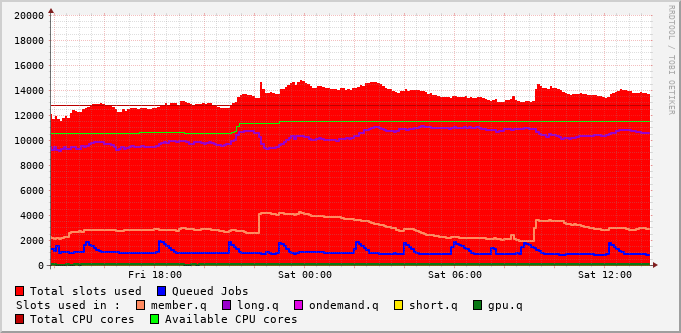 20000
18000
16000
14000
12000
10000
8000
6000
4000
2000
0
Fri 18:00 Sat 00:00 Sat 06:00 Sat 12:00
Total slots used Queued Jobs
Slots used in : member.q long.q ondemand.q short.q gpu.q
Total CPU cores Available CPU cores
RRDTOOL / TOBI OETIKER